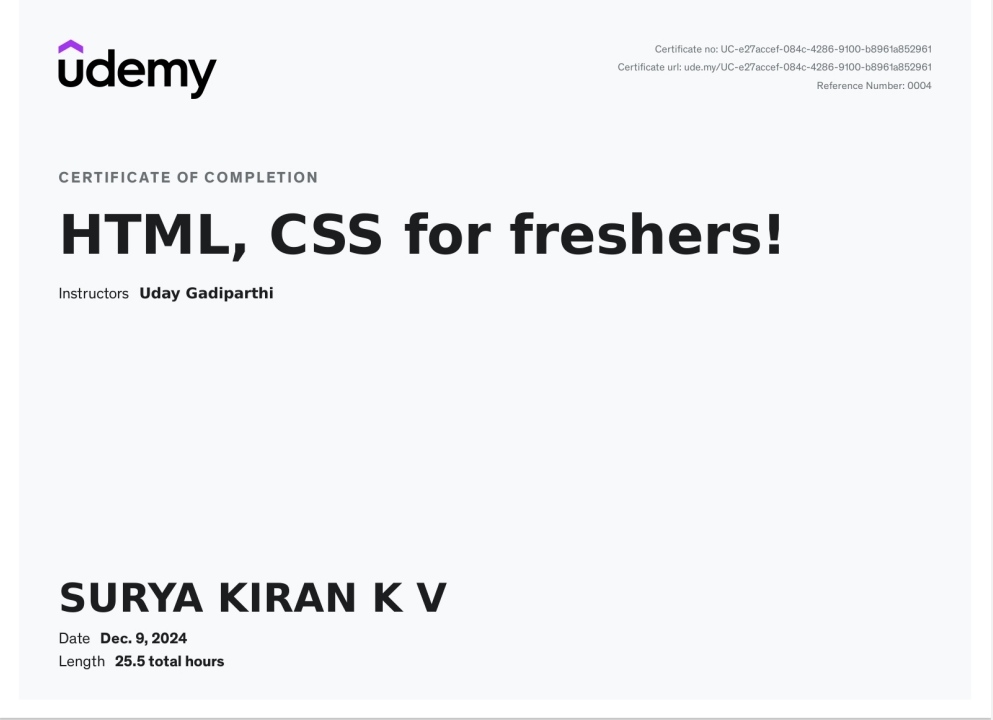 udemy
Certificate no: UC-e27accef-084c-4286-9100-b8961a852961
Certificate url: ude.my/UC-e27accef-084c-4286-9100-b8961a852961
Reference Number: 0004
CERTIFICATE OF COMPLETION
HTML, CSS for freshers!
Instructors Uday Gadiparthi
SURYA KIRAN K V
Date Dec. 9, 2024
Length 25.5 total hours